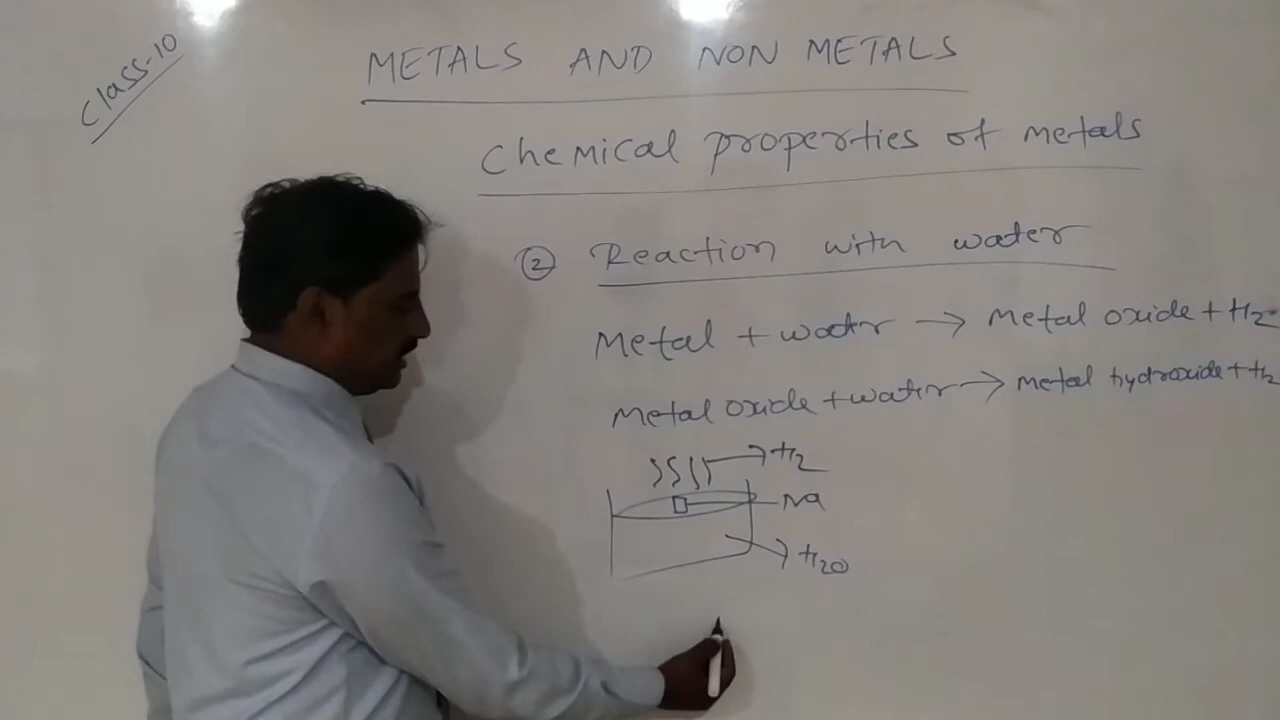 Class-10
METALS AND NON METALS
Chemical properties of metals
② Reaction with water
Metal + water → Metal oxide + H2
Metal oxide + water → Metal hydroxide + H2
→ H2
Na
→ H2O